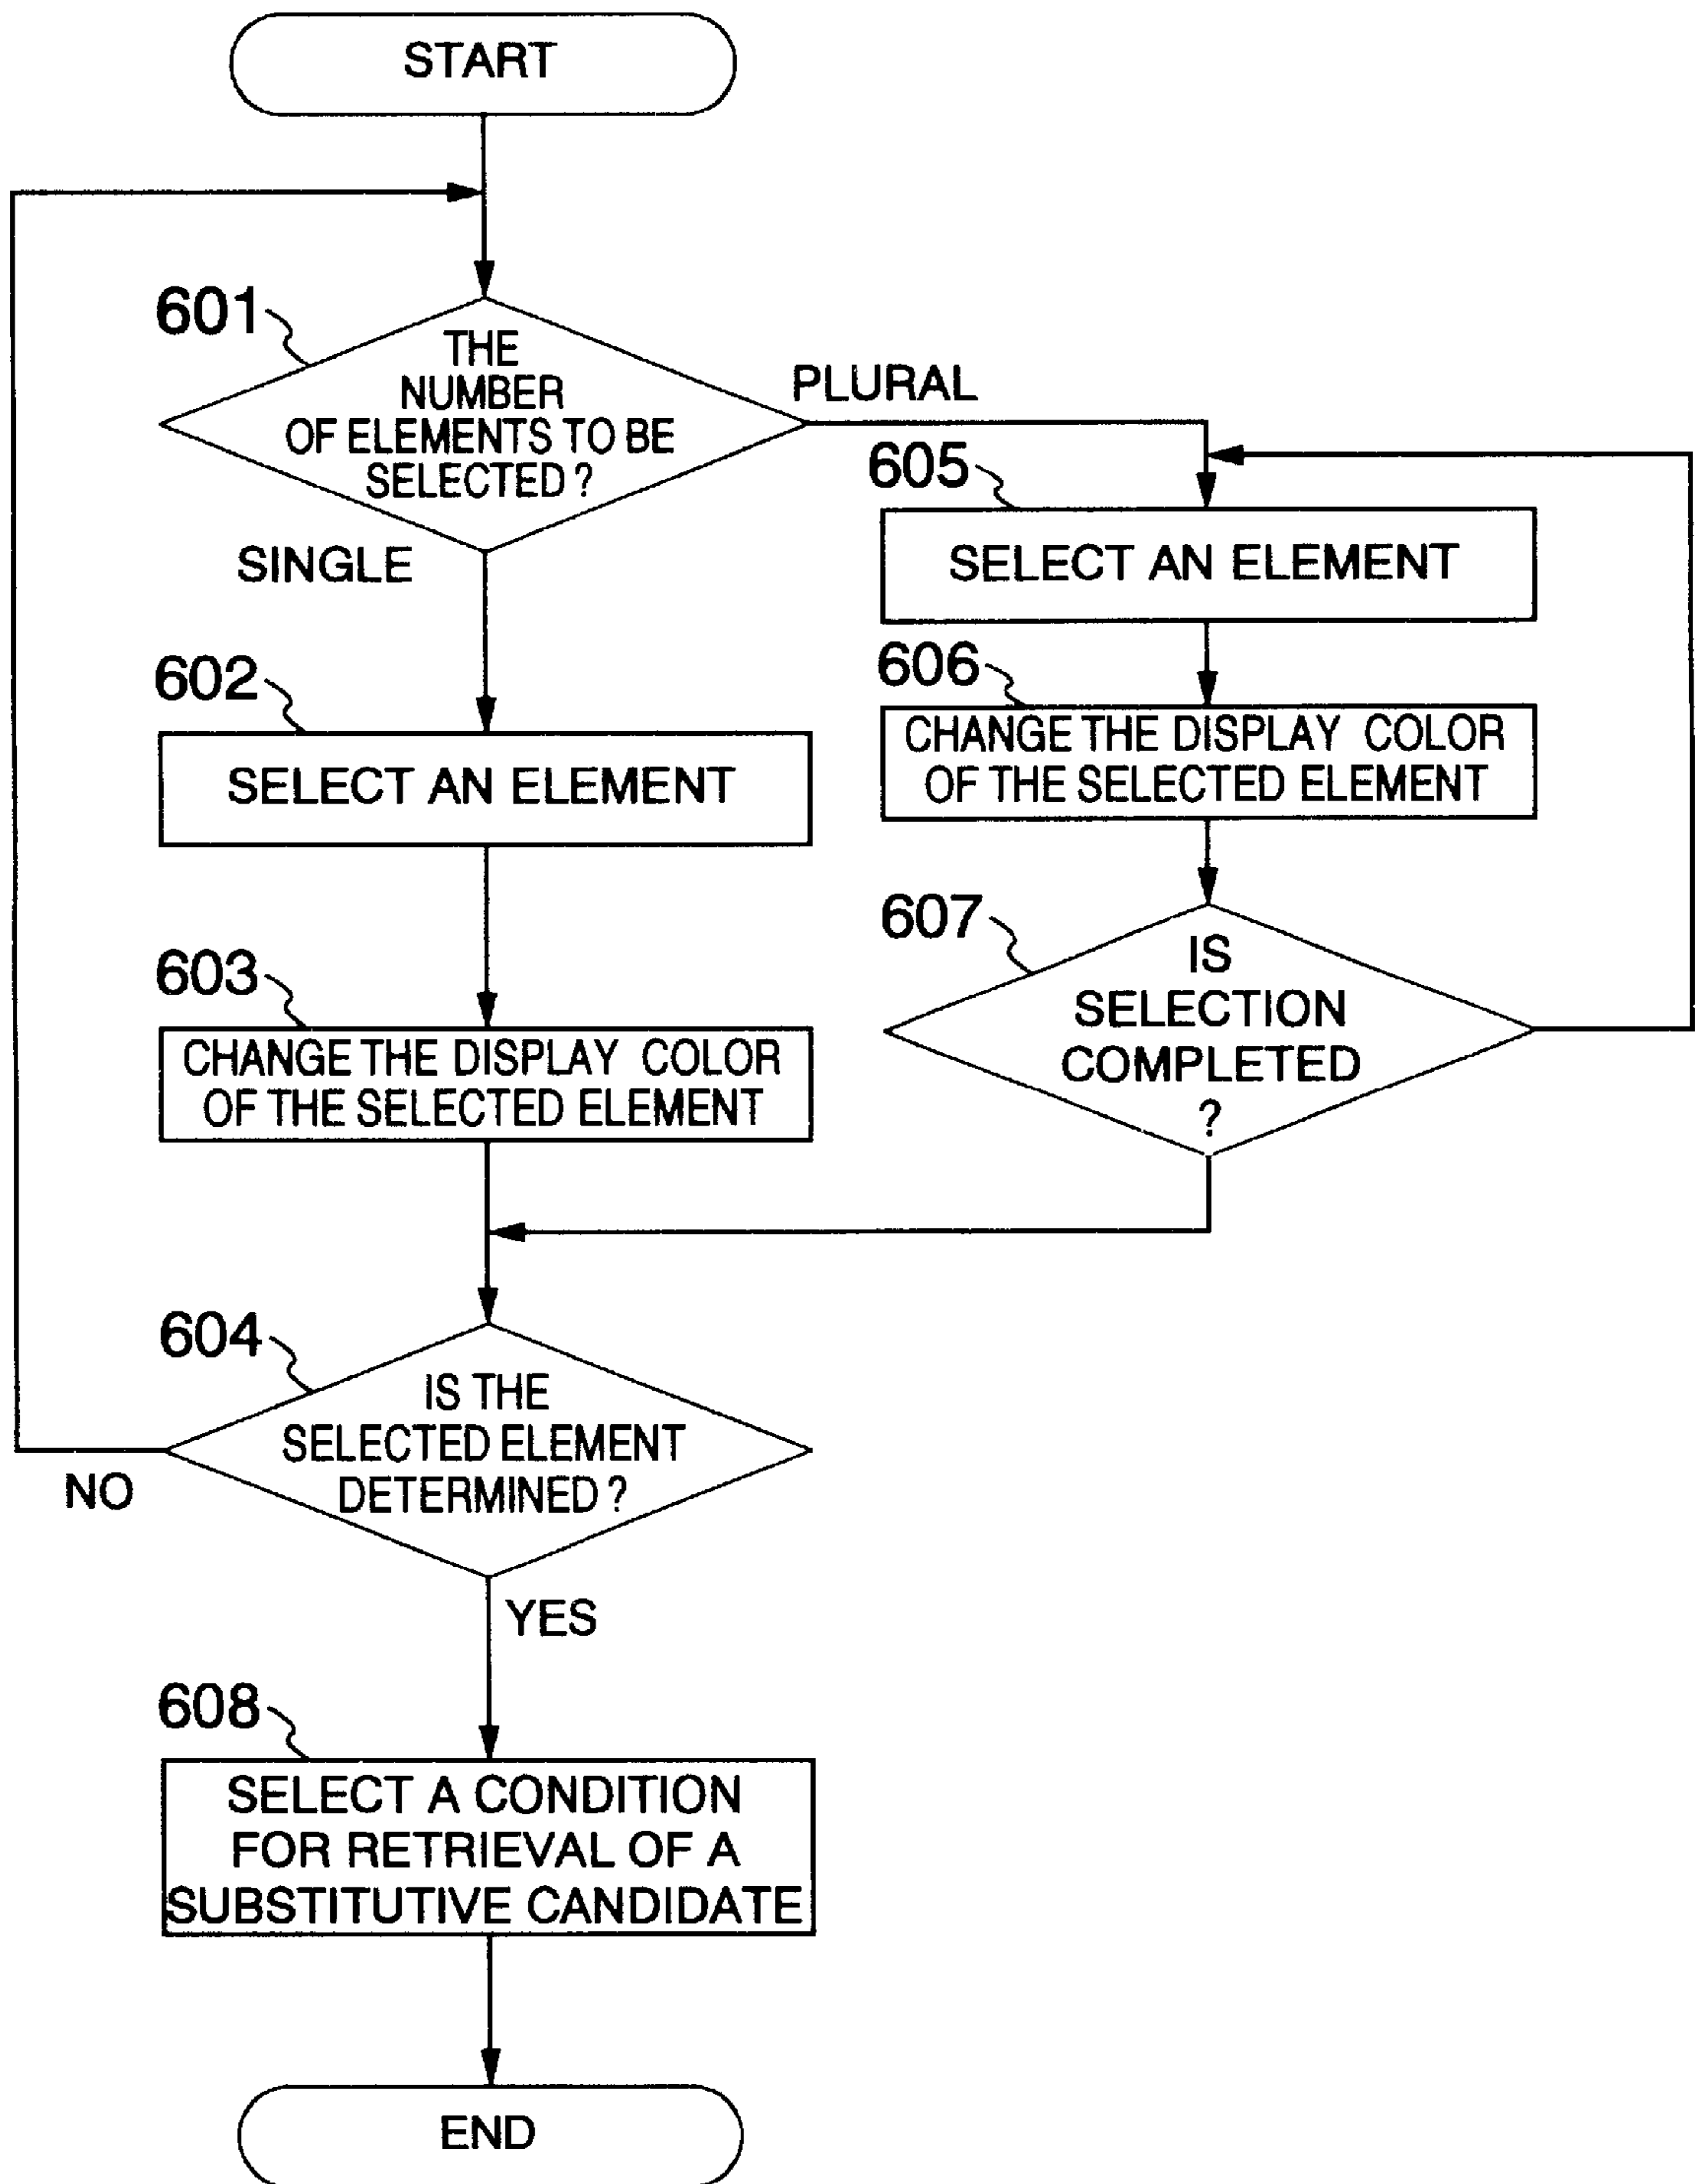 START
601
THE
NUMBER
OF ELEMENTS TO BE
SELECTED ?
PLURAL
SINGLE
605
SELECT AN ELEMENT
606
CHANGE THE DISPLAY COLOR
OF THE SELECTED ELEMENT
607
IS
SELECTION
COMPLETED
?
602
SELECT AN ELEMENT
603
CHANGE THE DISPLAY COLOR
OF THE SELECTED ELEMENT
604
IS THE
SELECTED ELEMENT
DETERMINED ?
NO
YES
608
SELECT A CONDITION
FOR RETRIEVAL OF A
SUBSTITUTIVE CANDIDATE
END